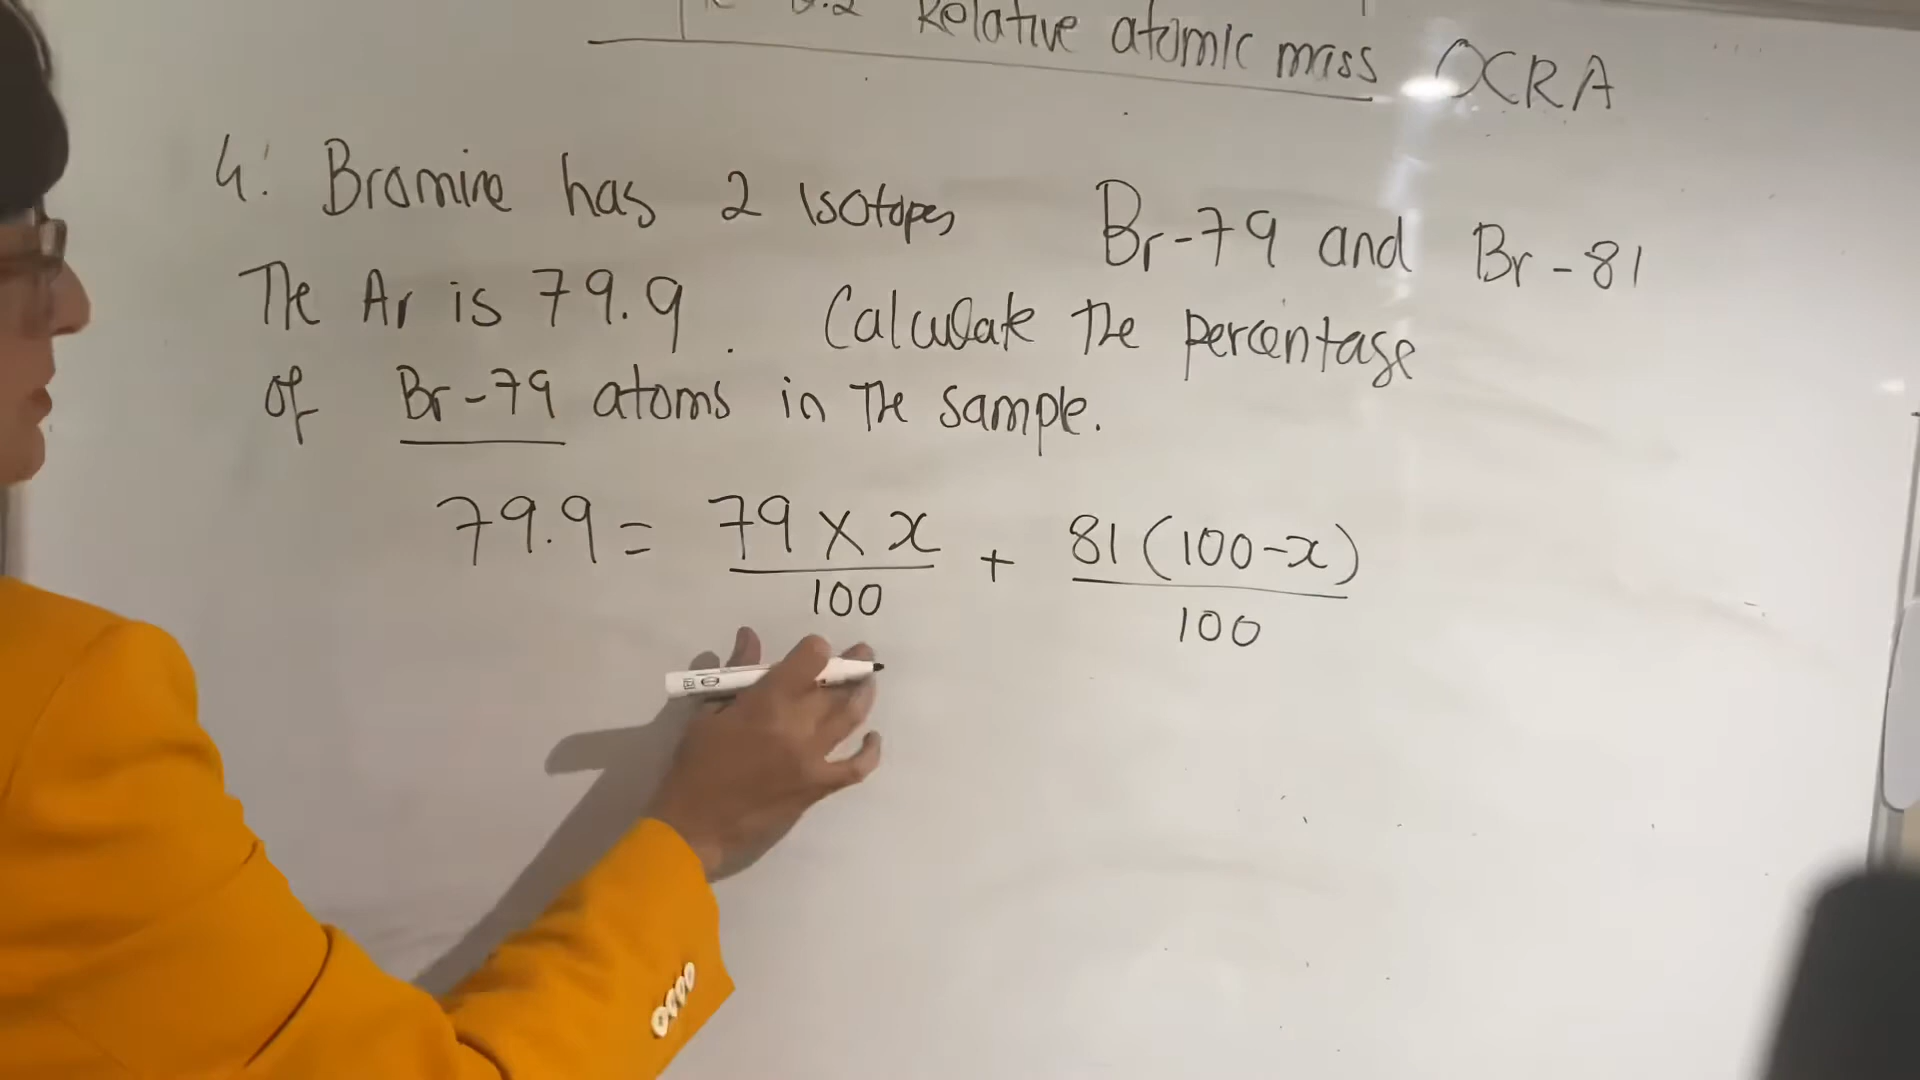 Relative atomic mass OCRA
4: Bromine has 2 isotopes Br-79 and Br-81
The Ar is 79.9. Calculate the percentage
of Br-79 atoms in the sample.
79.9 = 79 × x / 100 + 81(100-x) / 100